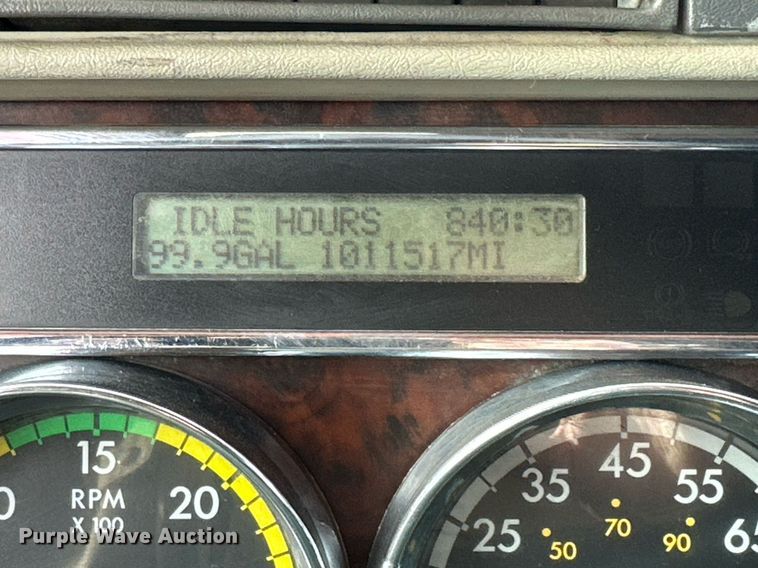 IDLE HOURS 840:30
99.9GAL 1011517MI
15
20
RPM
X 100
25
35
45
55
65
50
70
90
Purple Wave Auction